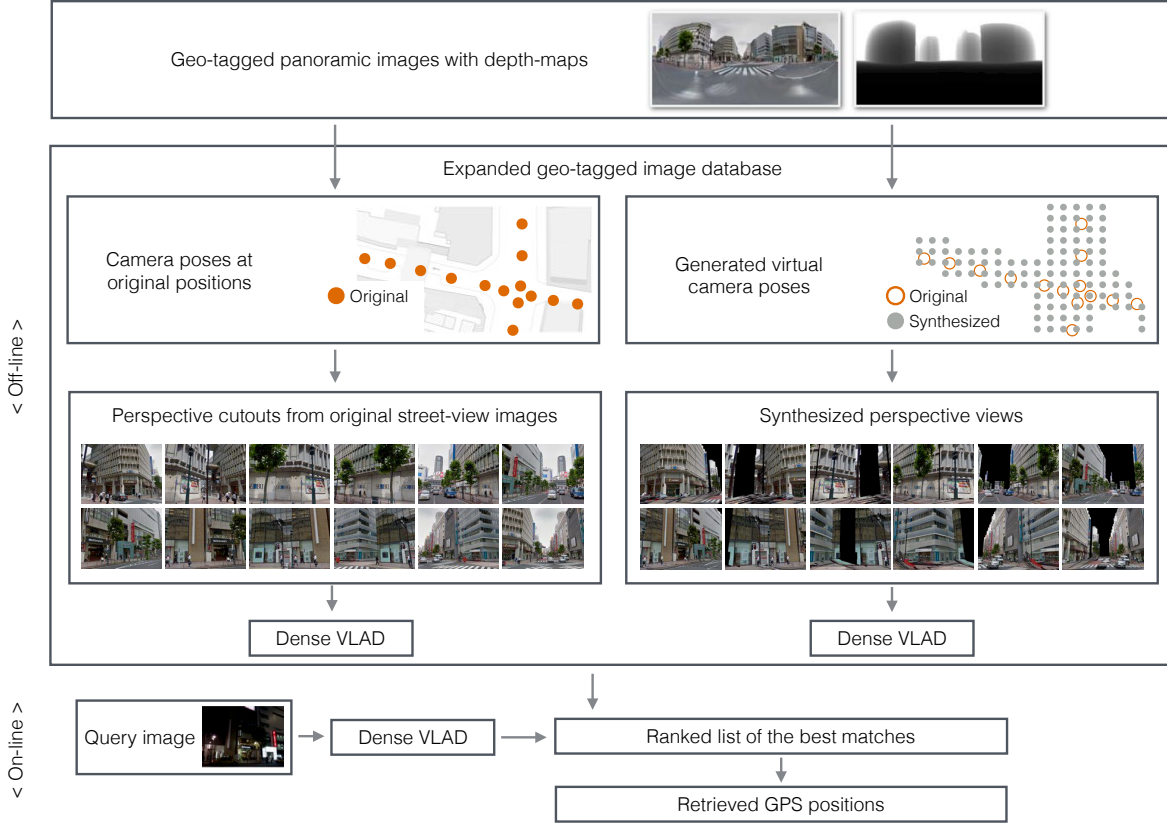 Geo-tagged panoramic images with depth-maps
Expanded geo-tagged image database
Camera poses at
original positions
Original
Generated virtual
camera poses
Original
Synthesized
< Off-line >
Perspective cutouts from original street-view images
Synthesized perspective views
Dense VLAD
Dense VLAD
< On-line >
Query image
Dense VLAD
Ranked list of the best matches
Retrieved GPS positions